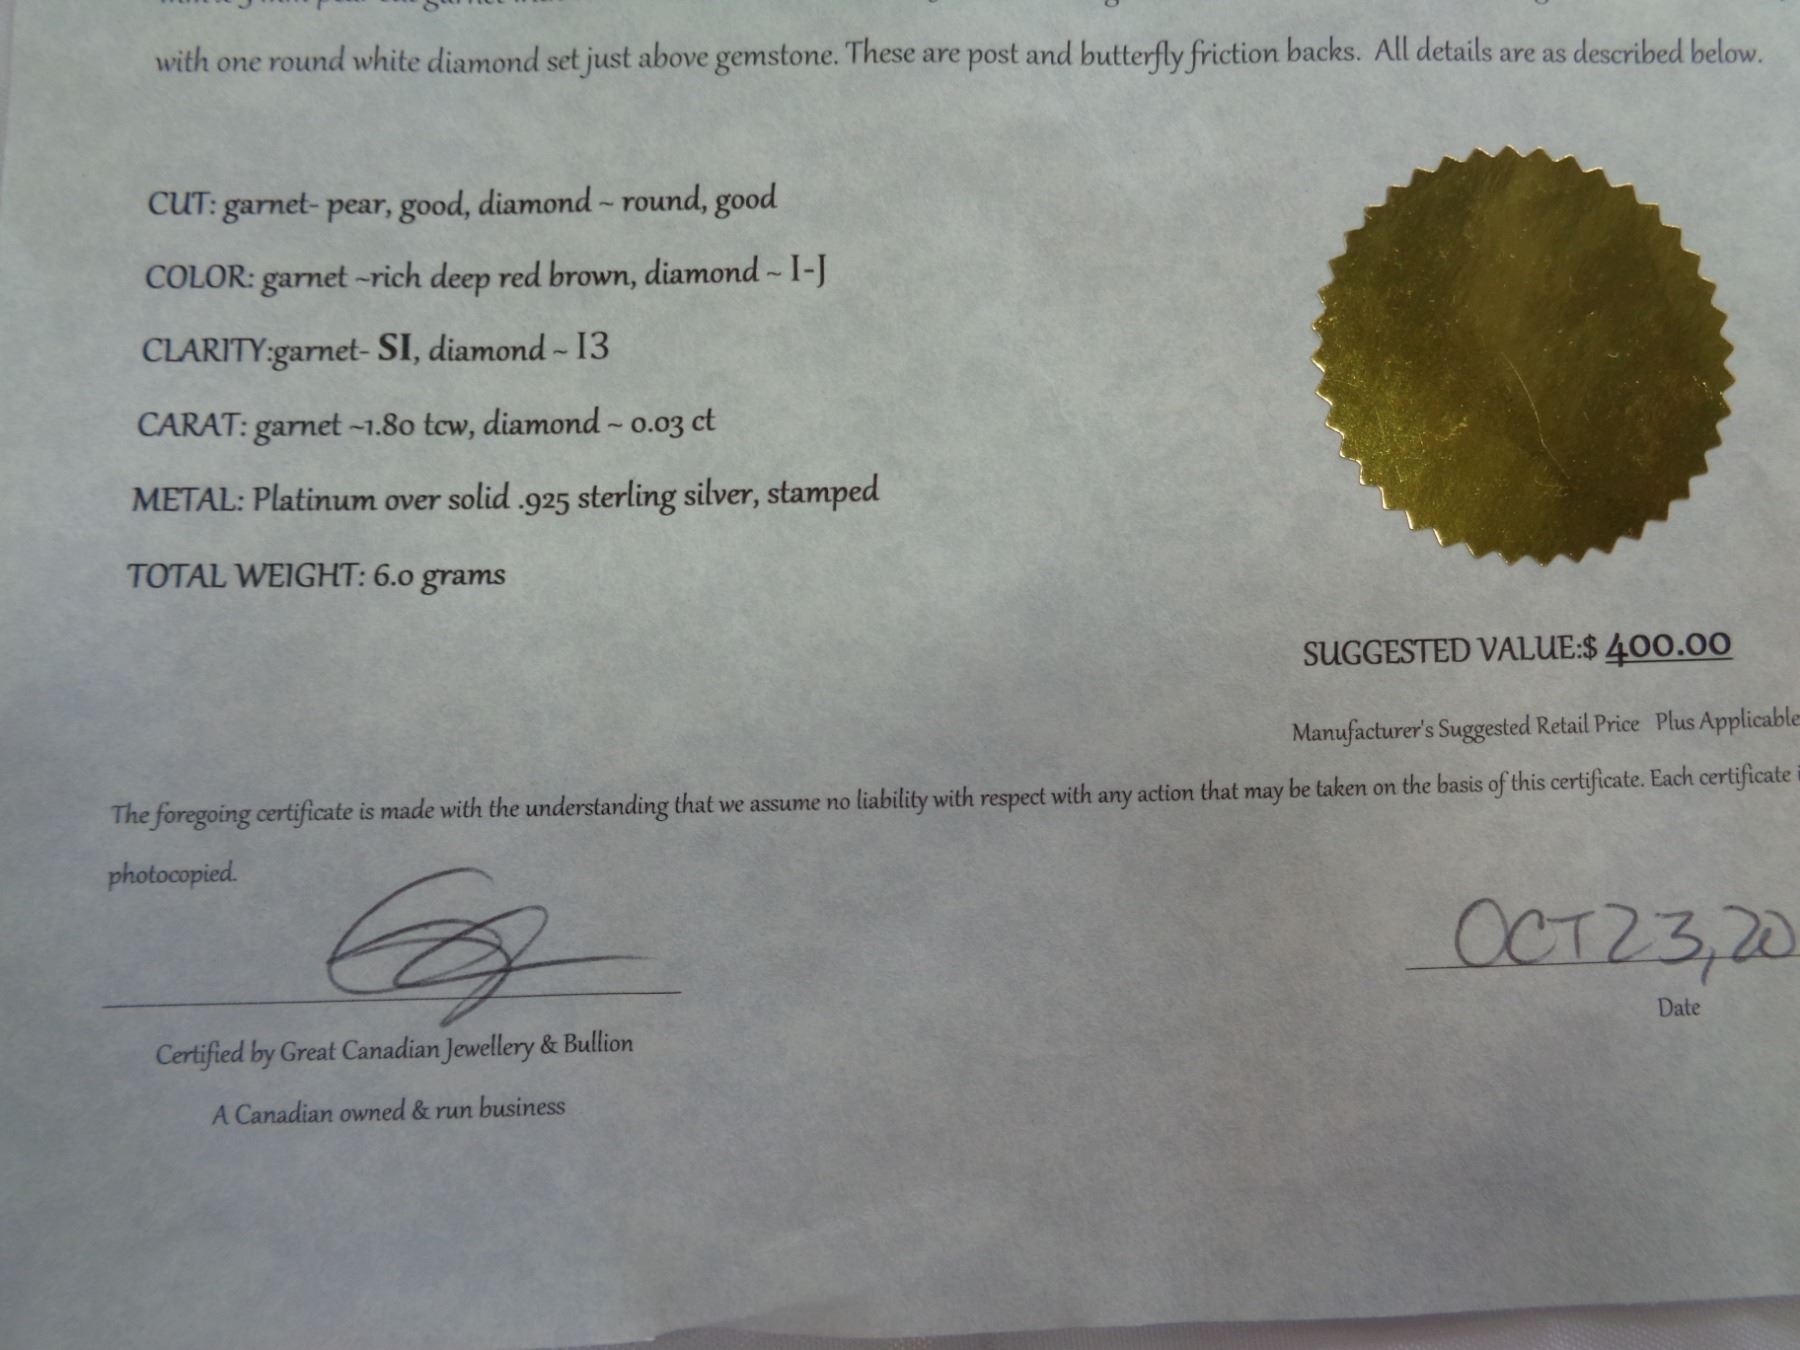 with one round white diamond set just above gemstone. These are post and butterfly friction backs. All details are as described below.
CUT: garnet- pear, good, diamond ~ round, good
COLOR: garnet ~rich deep red brown, diamond ~ I-J
CLARITY:garnet- SI, diamond ~ I3
CARAT: garnet ~1.80 tcw, diamond ~ 0.03 ct
METAL: Platinum over solid .925 sterling silver, stamped
TOTAL WEIGHT: 6.0 grams
SUGGESTED VALUE:$ 400.00
Manufacturer's Suggested Retail Price Plus Applicable
The foregoing certificate is made with the understanding that we assume no liability with respect with any action that may be taken on the basis of this certificate. Each certificate
photocopied.
OCT 23, 20
Date
Certified by Great Canadian Jewellery & Bullion
A Canadian owned & run business